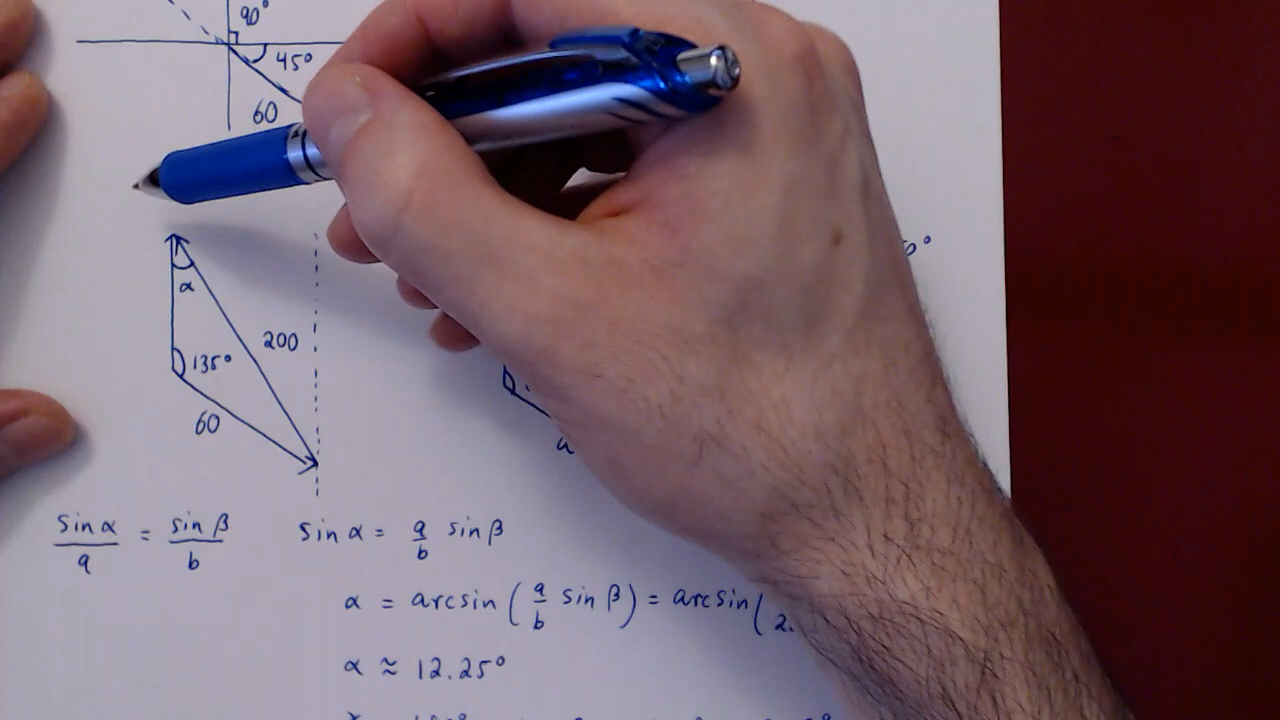 90°
45°
60
α
200
135°
60
sin α / a = sin β / b
sin α = a/b sin β
α = arcsin ( a/b sin β ) = arcsin (
α ≈ 12.25°